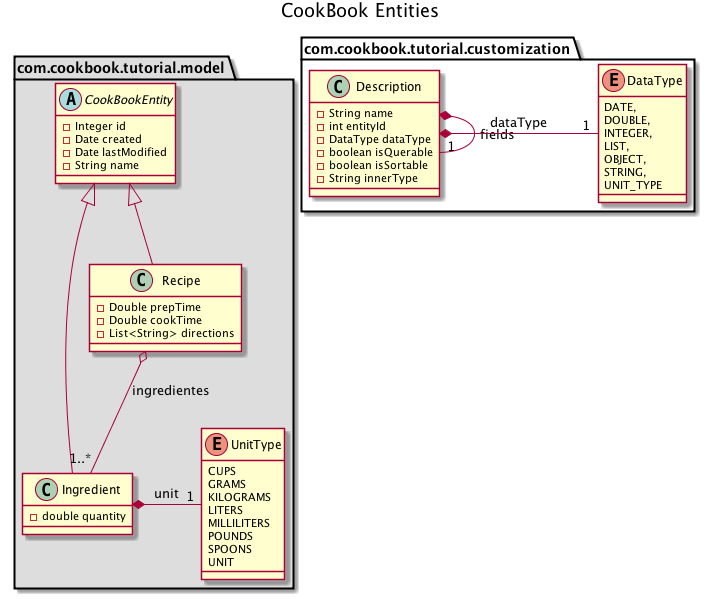 CookBook Entities
com.cookbook.tutorial.model
A CookBookEntity
Integer id
Date created
Date lastModified
String name
C Recipe
Double prepTime
Double cookTime
List<String> directions
ingredientes
1..*
C Ingredient
double quantity
unit 1
E UnitType
CUPS
GRAMS
KILOGRAMS
LITERS
MILLILITERS
POUNDS
SPOONS
UNIT
com.cookbook.tutorial.customization
C Description
String name
int entityId
DataType dataType
boolean isQuerable
boolean isSortable
String innerType
dataType 1
fields
1
E DataType
DATE,
DOUBLE,
INTEGER,
LIST,
OBJECT,
STRING,
UNIT_TYPE